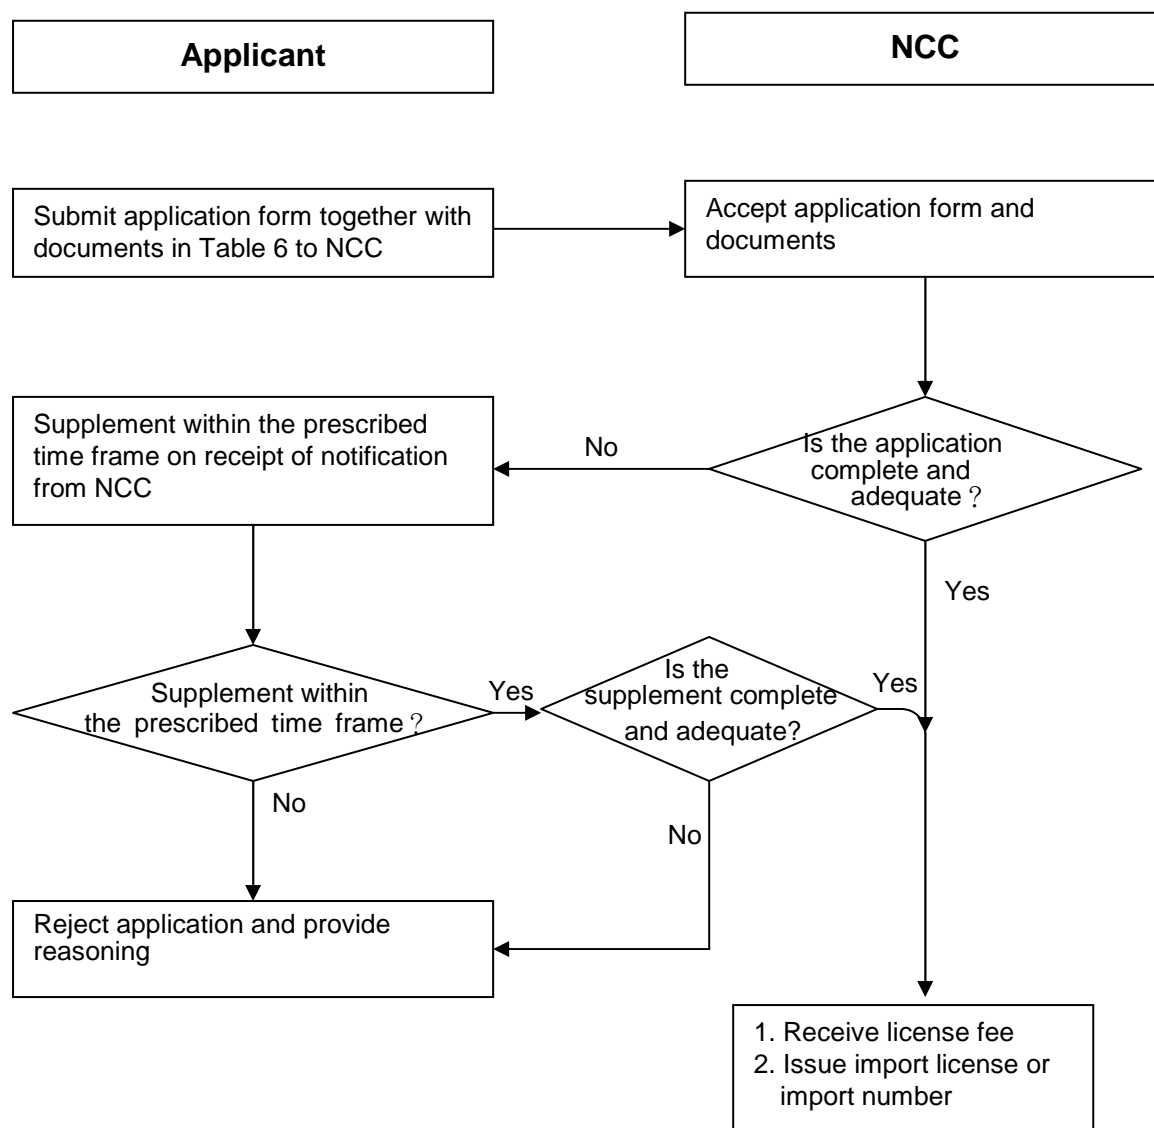 Applicant
NCC
Submit application form together with
documents in Table 6 to NCC
Accept application form and
documents
Supplement within the prescribed
time frame on receipt of notification
from NCC
No
Is the application
complete and
adequate？
Yes
Supplement within
the prescribed time frame？
Yes
Is the
supplement complete
and adequate?
Yes
No
No
Reject application and provide
reasoning
1. Receive license fee
2. Issue import license or
import number